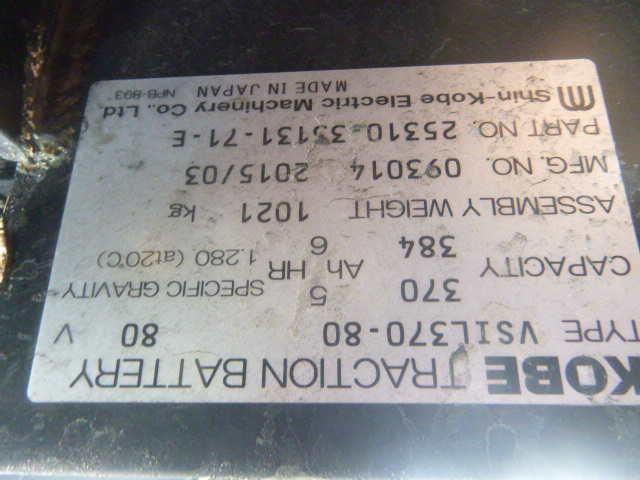 KOBE TRACTION BATTERY
TYPE VSIL370-80 80 V
370 5 SPECIFIC GRAVITY
CAPACITY Ah HR 1.280 (at20℃)
384 6
ASSEMBLY WEIGHT 1021 kg
MFG. NO. 093014 2015/03
PART NO. 25310-33131-71-E
Shin-Kobe Electric Machinery Co., Ltd.
MADE IN JAPAN NPB-893